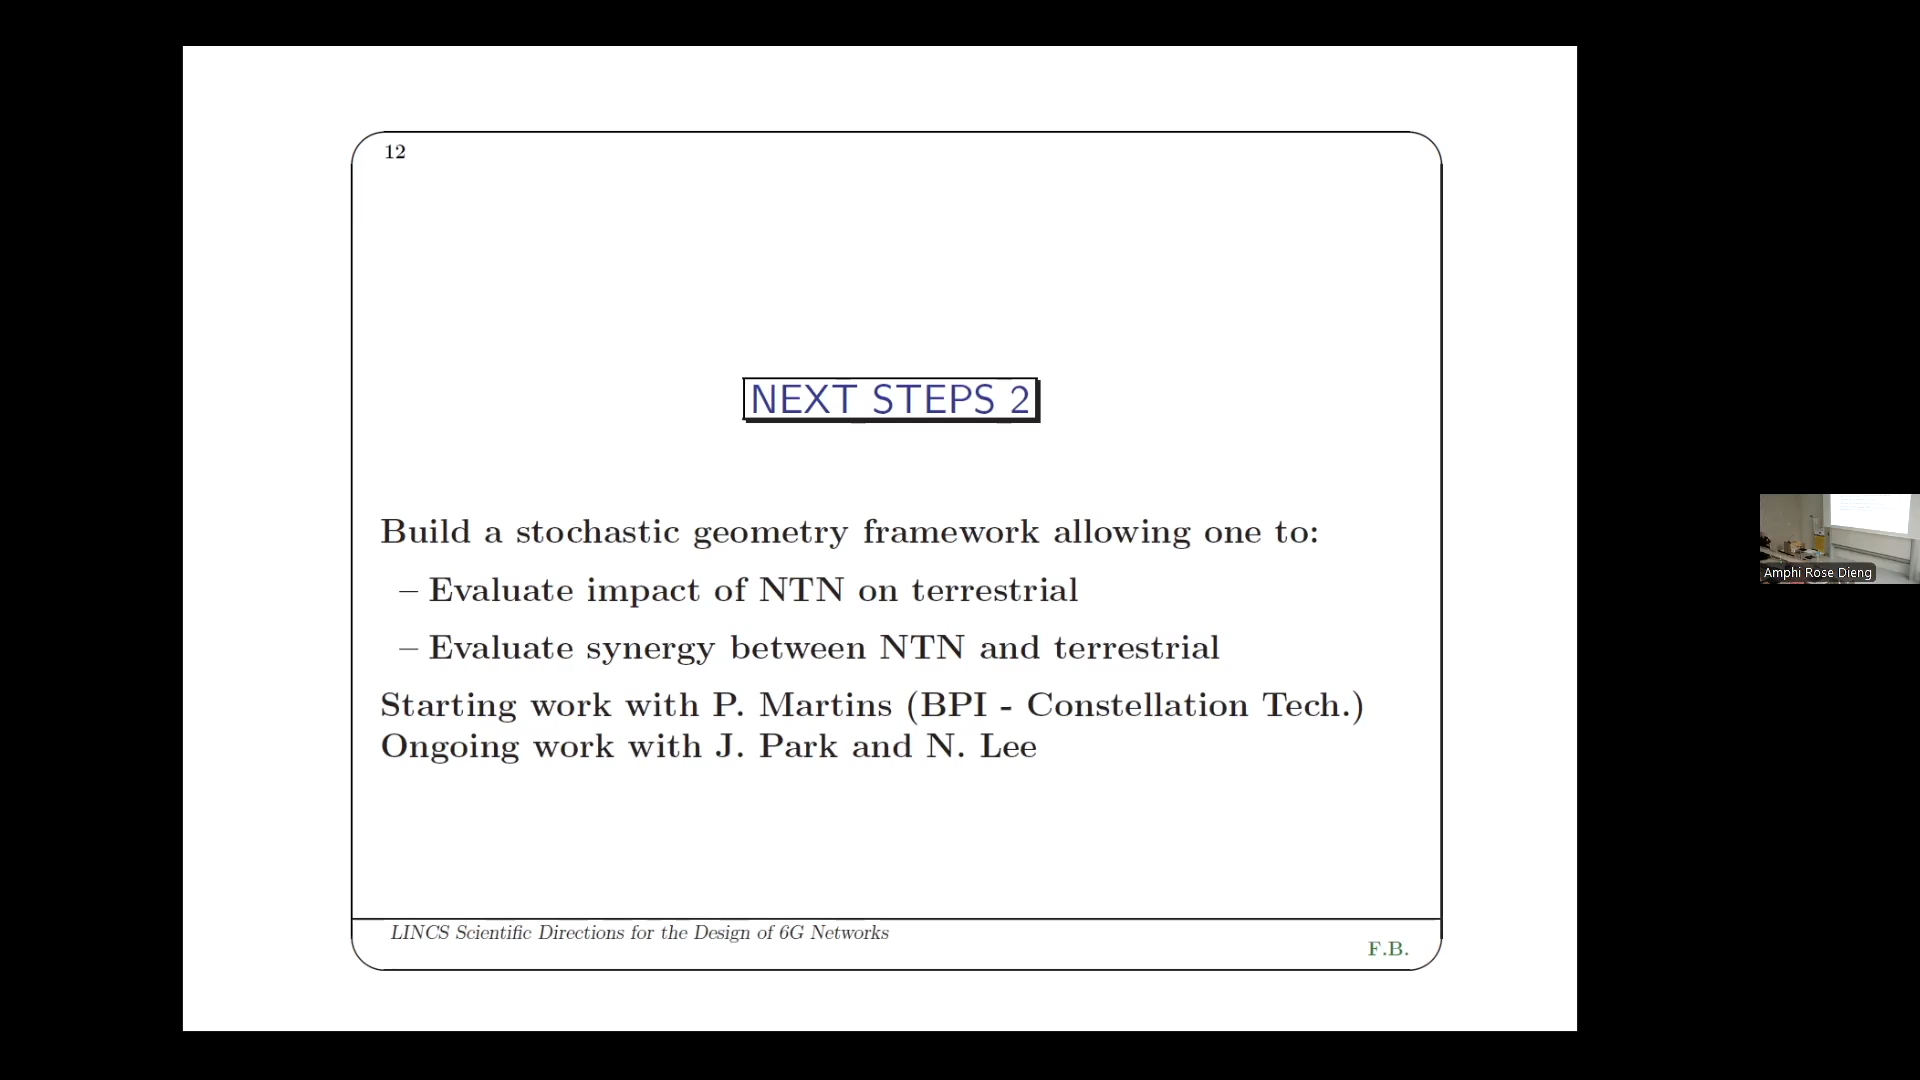 12
NEXT STEPS 2
Build a stochastic geometry framework allowing one to:
– Evaluate impact of NTN on terrestrial
– Evaluate synergy between NTN and terrestrial
Starting work with P. Martins (BPI - Constellation Tech.)
Ongoing work with J. Park and N. Lee
LINCS Scientific Directions for the Design of 6G Networks
F.B.
Amphi Rose Dieng